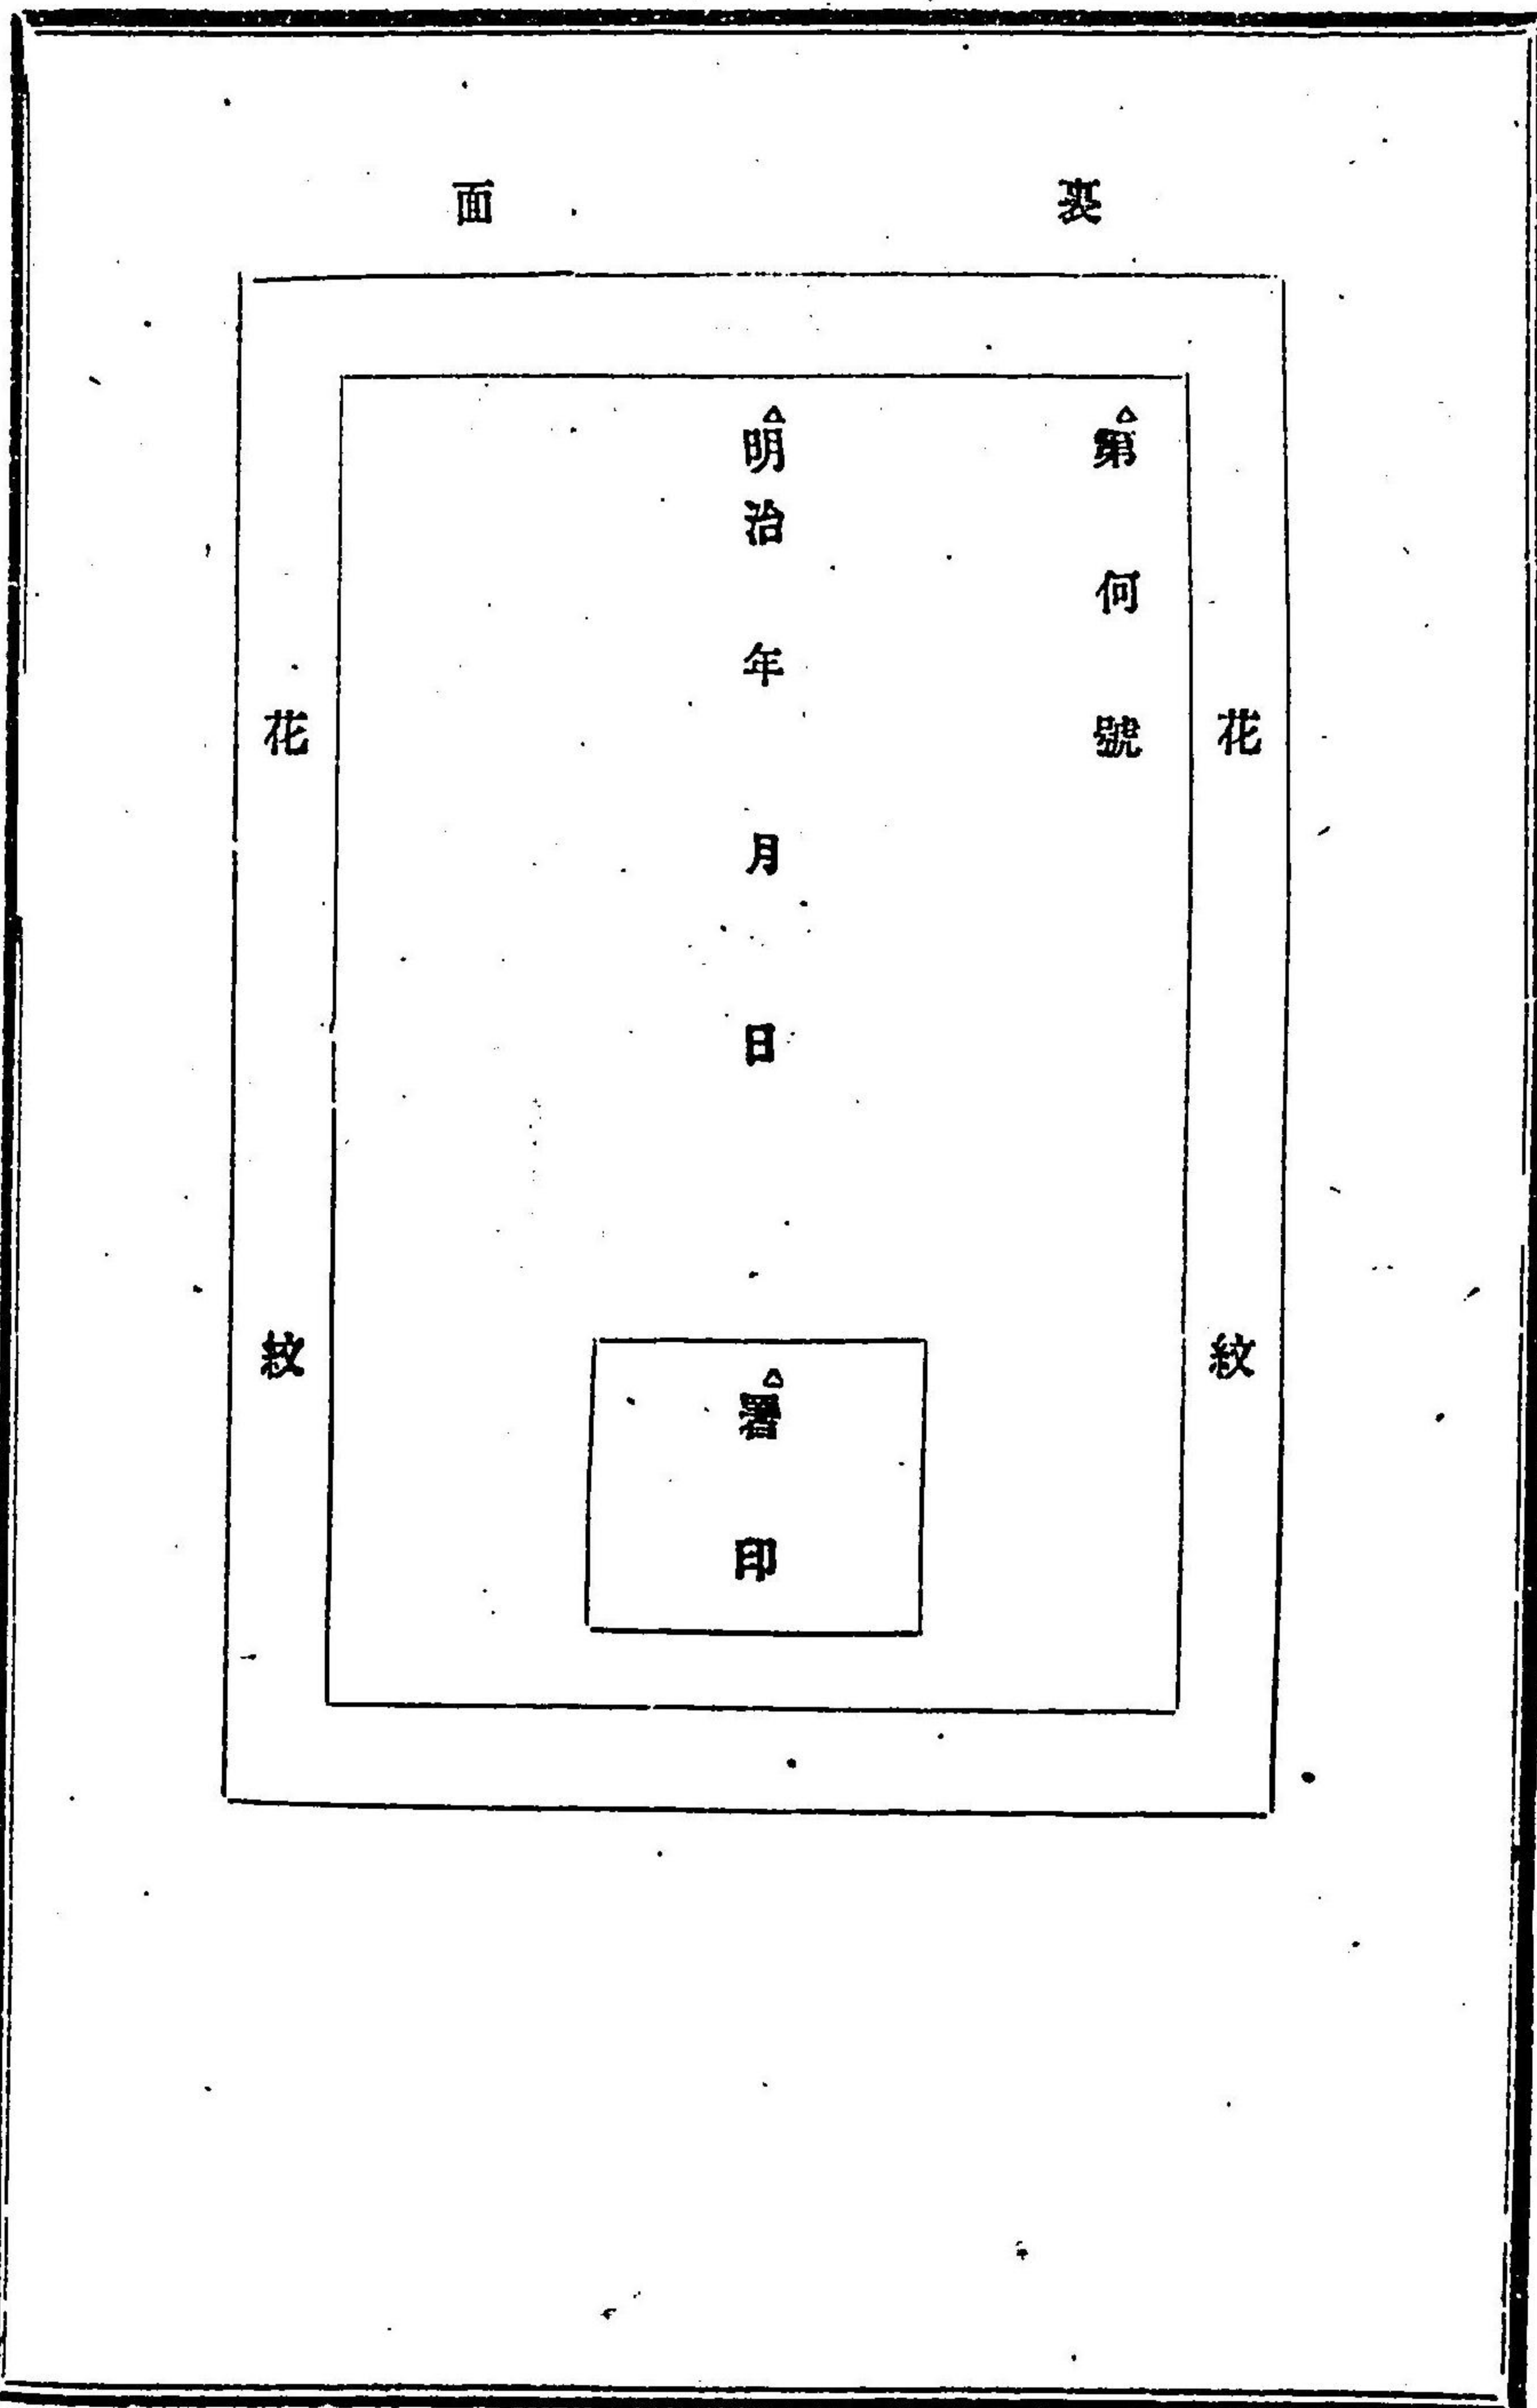 裏面
花紋
△第何號
△明治年月日
△署印
花紋